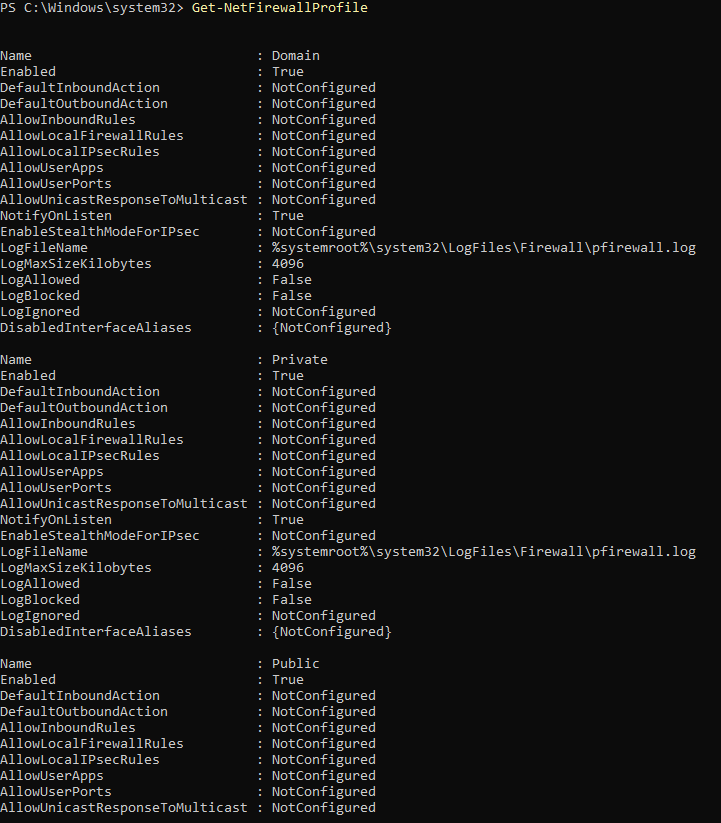 PS C:\Windows\system32> Get-NetFirewallProfile
Name : Domain
Enabled : True
DefaultInboundAction : NotConfigured
DefaultOutboundAction : NotConfigured
AllowInboundRules : NotConfigured
AllowLocalFirewallRules : NotConfigured
AllowLocalIPsecRules : NotConfigured
AllowUserApps : NotConfigured
AllowUserPorts : NotConfigured
AllowUnicastResponseToMulticast : NotConfigured
NotifyOnListen : True
EnableStealthModeForIPsec : NotConfigured
LogFileName : %systemroot%\system32\LogFiles\Firewall\pfirewall.log
LogMaxSizeKilobytes : 4096
LogAllowed : False
LogBlocked : False
LogIgnored : NotConfigured
DisabledInterfaceAliases : {NotConfigured}
Name : Private
Enabled : True
DefaultInboundAction : NotConfigured
DefaultOutboundAction : NotConfigured
AllowInboundRules : NotConfigured
AllowLocalFirewallRules : NotConfigured
AllowLocalIPsecRules : NotConfigured
AllowUserApps : NotConfigured
AllowUserPorts : NotConfigured
AllowUnicastResponseToMulticast : NotConfigured
NotifyOnListen : True
EnableStealthModeForIPsec : NotConfigured
LogFileName : %systemroot%\system32\LogFiles\Firewall\pfirewall.log
LogMaxSizeKilobytes : 4096
LogAllowed : False
LogBlocked : False
LogIgnored : NotConfigured
DisabledInterfaceAliases : {NotConfigured}
Name : Public
Enabled : True
DefaultInboundAction : NotConfigured
DefaultOutboundAction : NotConfigured
AllowInboundRules : NotConfigured
AllowLocalFirewallRules : NotConfigured
AllowLocalIPsecRules : NotConfigured
AllowUserApps : NotConfigured
AllowUserPorts : NotConfigured
AllowUnicastResponseToMulticast : NotConfigured